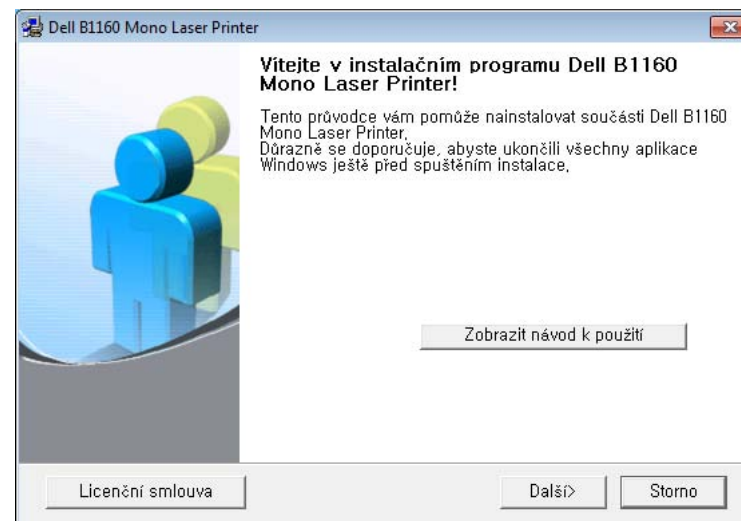 Dell B1160 Mono Laser Printer
Vítejte v instalačním programu Dell B1160
Mono Laser Printer!
Tento průvodce vám pomůže nainstalovat součásti Dell B1160
Mono Laser Printer.
Důrazně se doporučuje, abyste ukončili všechny aplikace
Windows ještě před spuštěním instalace.
Zobrazit návod k použití
Licenční smlouva
Další>
Storno